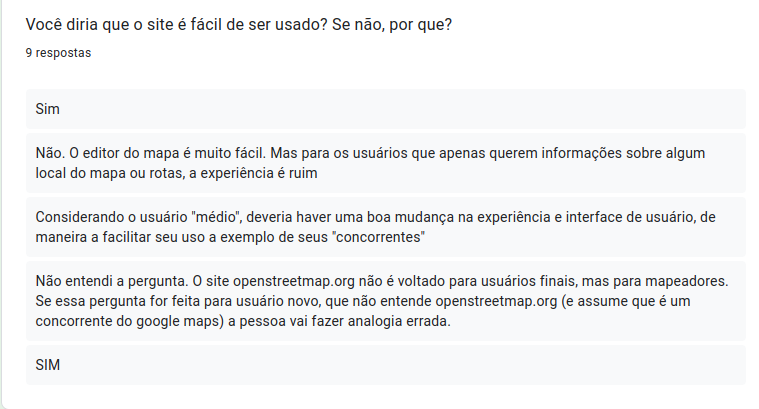 Você diria que o site é fácil de ser usado? Se não, por que?
9 respostas
Sim
Não. O editor do mapa é muito fácil. Mas para os usuários que apenas querem informações sobre algum
local do mapa ou rotas, a experiência é ruim
Considerando o usuário "médio", deveria haver uma boa mudança na experiência e interface de usuário, de
maneira a facilitar seu uso a exemplo de seus "concorrentes"
Não entendi a pergunta. O site openstreetmap.org não é voltado para usuários finais, mas para mapeadores.
Se essa pergunta for feita para usuário novo, que não entende openstreetmap.org (e assume que é um
concorrente do google maps) a pessoa vai fazer analogia errada.
SIM